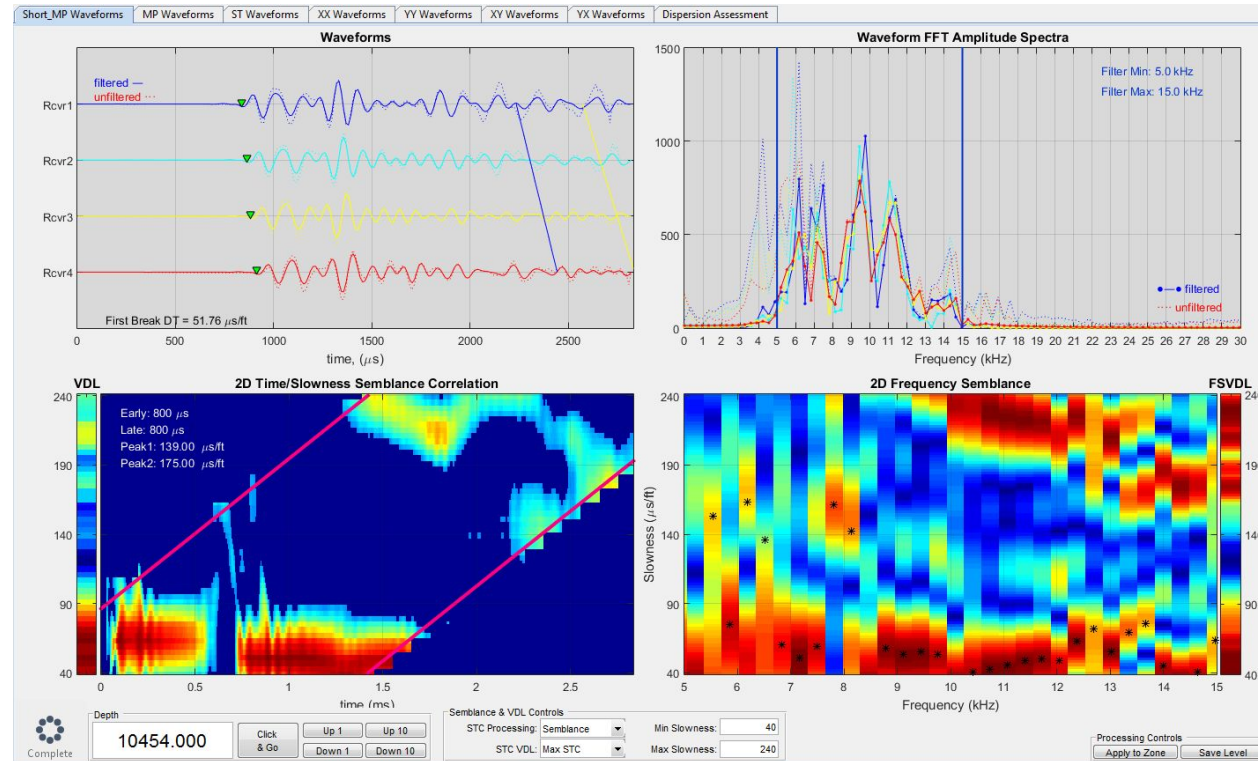 Short_MP Waveforms MP Waveforms ST Waveforms XX Waveforms YY Waveforms XY Waveforms YX Waveforms Dispersion Assessment
Waveforms
filtered —
unfiltered ···
Rcvr1
Rcvr2
Rcvr3
Rcvr4
First Break DT = 51.76 μs/ft
0 500 1000 1500 2000 2500
time, (μs)
Waveform FFT Amplitude Spectra
1500
1000
500
0
Filter Min: 5.0 kHz
Filter Max: 15.0 kHz
filtered
unfiltered
0 1 2 3 4 5 6 7 8 9 10 11 12 13 14 15 16 17 18 19 20 21 22 23 24 25 26 27 28 29 30
Frequency (kHz)
VDL
2D Time/Slowness Semblance Correlation
240
190
140
90
40
Early: 800 μs
Late: 800 μs
Peak1: 139.00 μs/ft
Peak2: 175.00 μs/ft
0 0.5 1 1.5 2 2.5
time (ms)
2D Frequency Semblance
FSVDL
Slowness (μs/ft)
240
190
140
90
40
240
190
140
90
40
5 6 7 8 9 10 11 12 13 14 15
Frequency (kHz)
Complete
Depth
10454.000
Click
& Go
Up 1 Up 10
Down 1 Down 10
Semblance & VDL Controls
STC Processing: Semblance
STC VDL: Max STC
Min Slowness: 40
Max Slowness: 240
Processing Controls
Apply to Zone Save Level